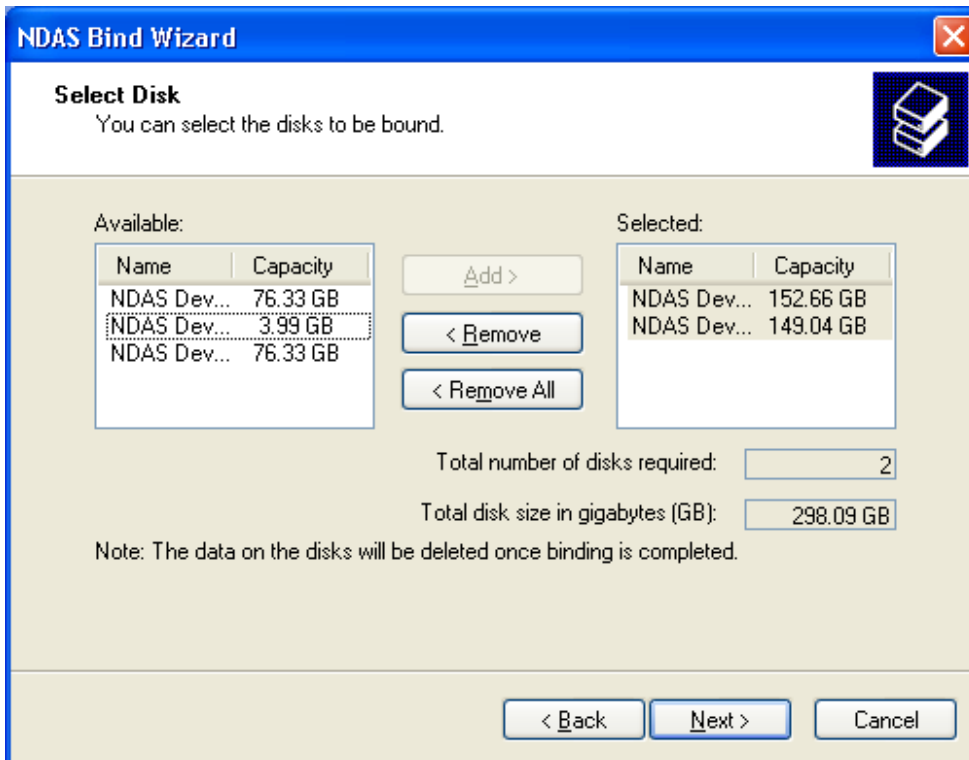 NDAS Bind Wizard
Select Disk
You can select the disks to be bound.
Available:
Name Capacity
NDAS Dev... 76.33 GB
NDAS Dev... 3.99 GB
NDAS Dev... 76.33 GB
Add >
< Remove
< Remove All
Selected:
Name Capacity
NDAS Dev... 152.66 GB
NDAS Dev... 149.04 GB
Total number of disks required: 2
Total disk size in gigabytes (GB): 298.09 GB
Note: The data on the disks will be deleted once binding is completed.
< Back Next > Cancel